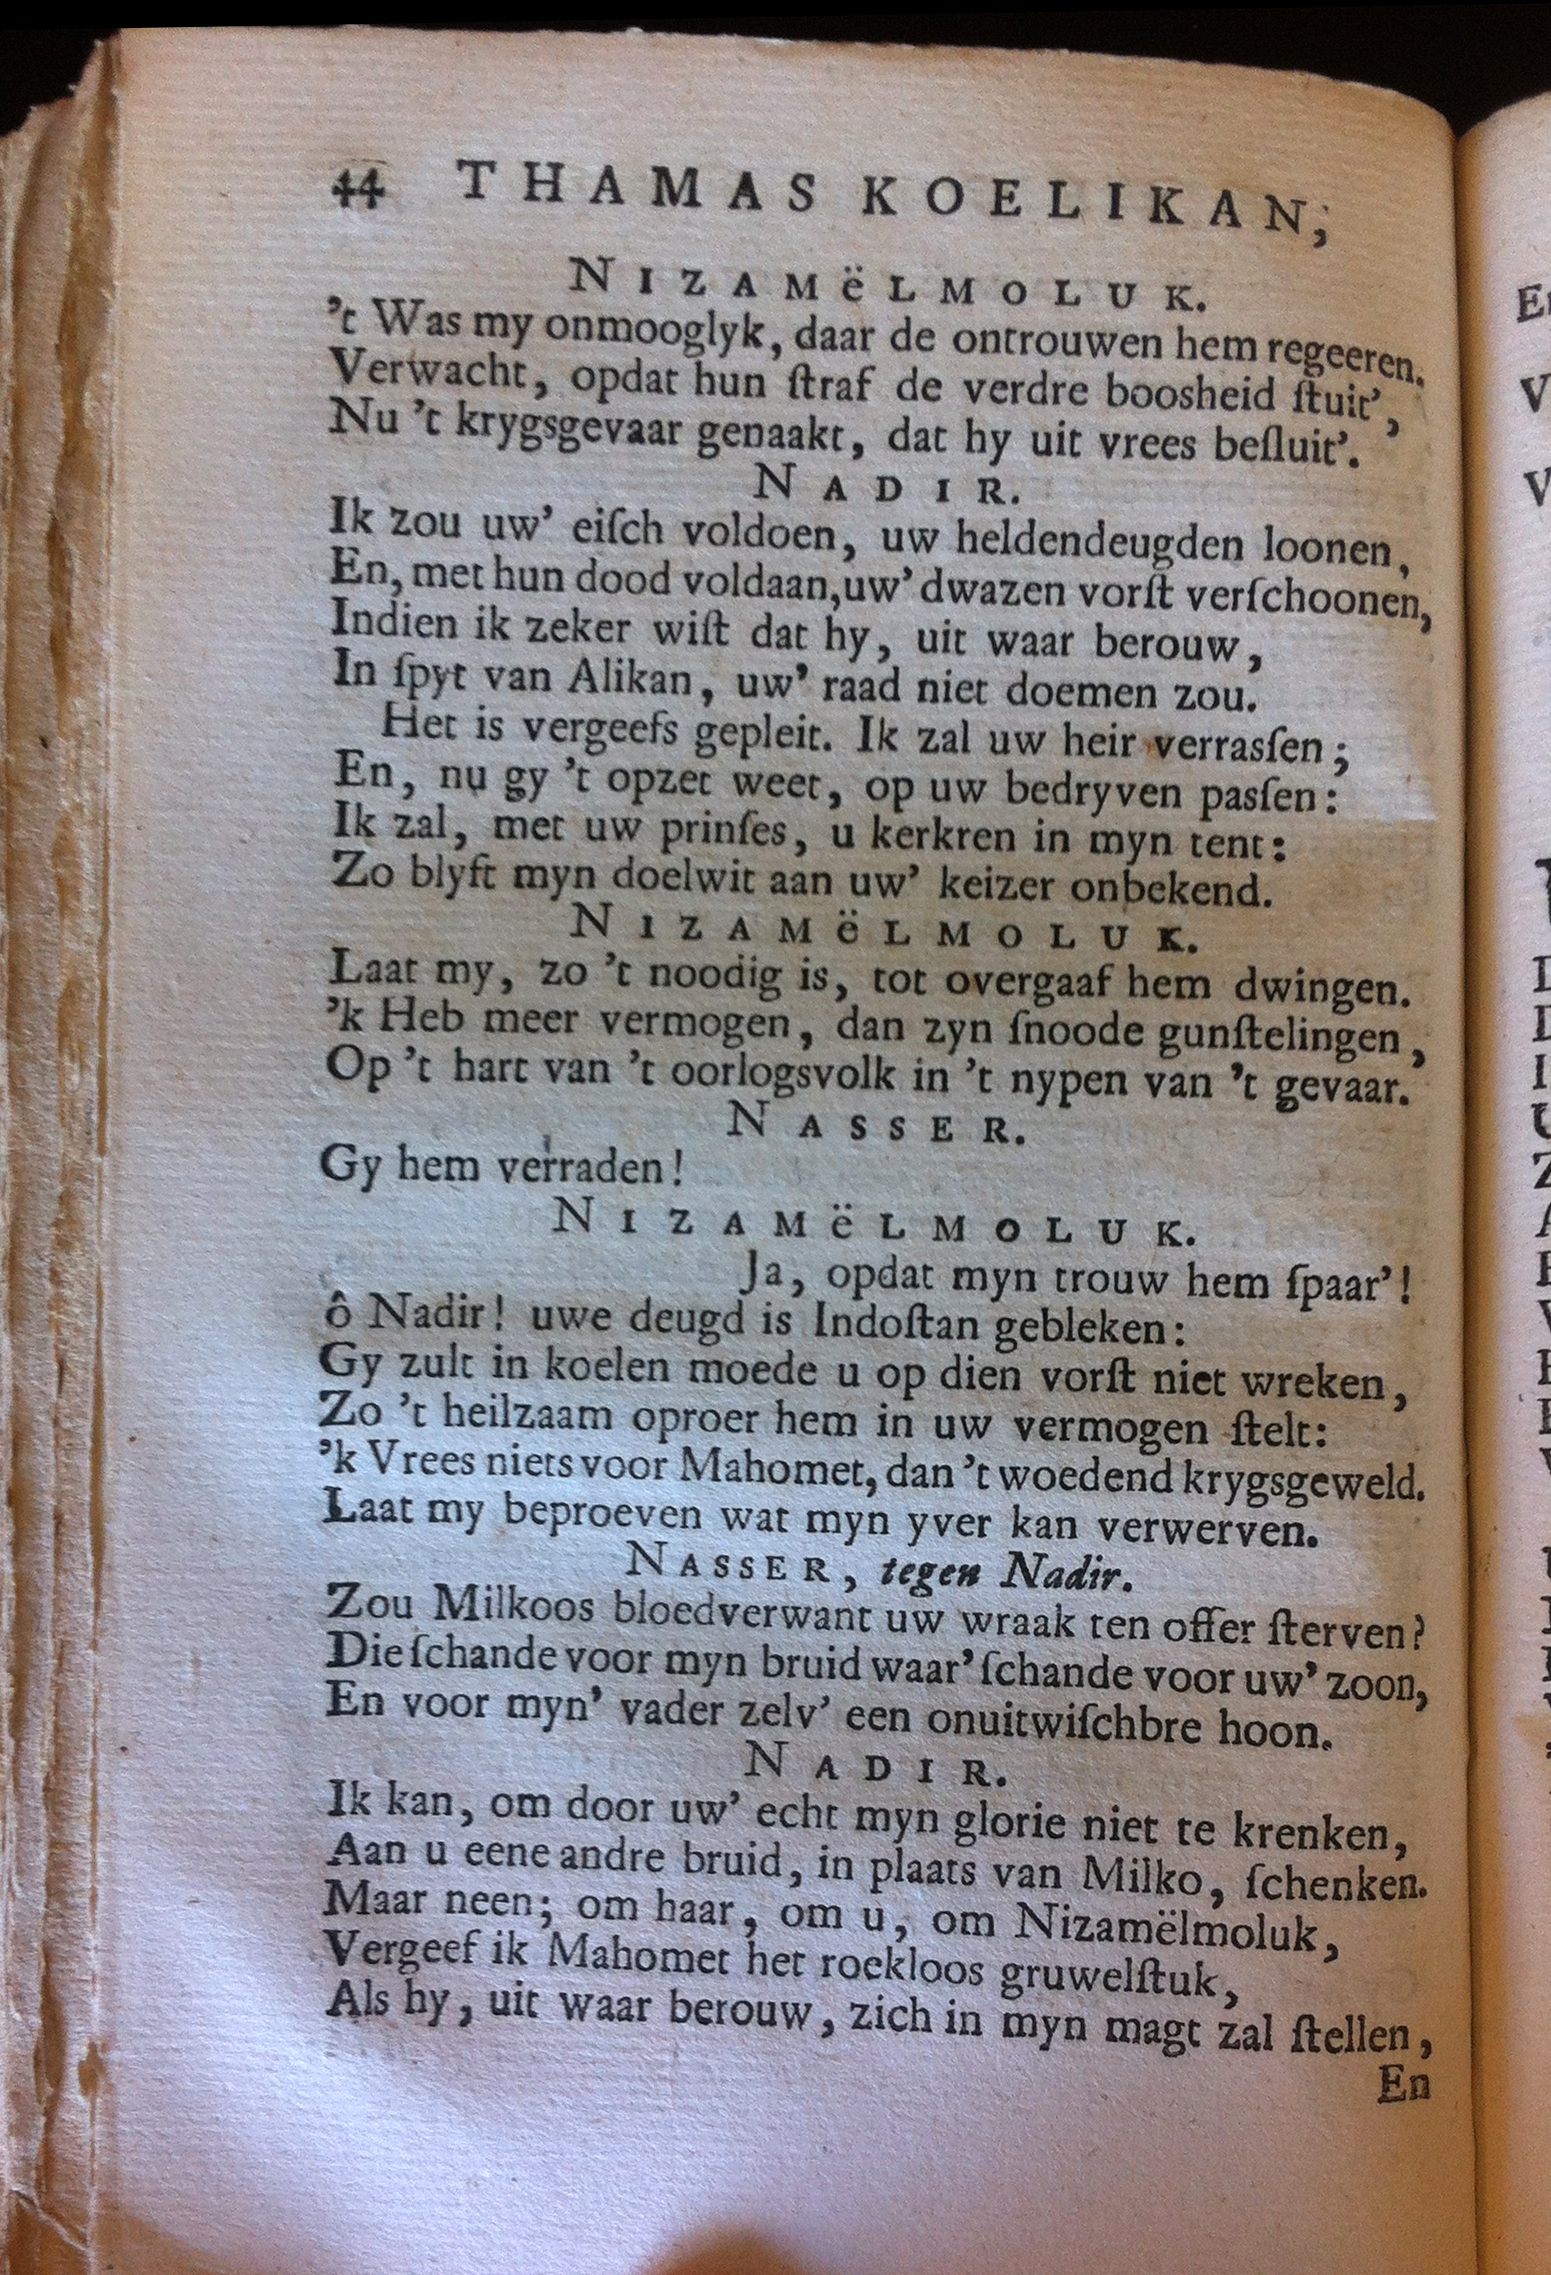 44 THAMAS KOELIKAN,
NIZAMëLMOLUK.
’t Was my onmooglyk, daar de ontrouwen hem regeeren.
Verwacht, opdat hun ſtraf de verdre boosheid ſtuit’,
Nu ’t krygsgevaar genaakt, dat hy uit vrees beſluit’.
NADIR.
Ik zou uw’ eiſch voldoen, uw heldendeugden loonen,
En, met hun dood voldaan, uw’ dwazen vorſt verſchoonen,
Indien ik zeker wiſt dat hy, uit waar berouw,
In ſpyt van Alikan, uw’ raad niet doemen zou.
Het is vergeefs gepleit. Ik zal uw heir verrasſen;
En, nu gy ’t opzet weet, op uw bedryven pasſen:
Ik zal, met uw prinſes, u kerkren in myn tent:
Zo blyft myn doelwit aan uw’ keizer onbekend.
NIZAMëLMOLUK.
Laat my, zo ’t noodig is, tot overgaaf hem dwingen.
’k Heb meer vermogen, dan zyn ſnoode gunſtelingen,
Op ’t hart van ’t oorlogsvolk in ’t nypen van ’t gevaar.
NASSER.
Gy hem verraden!
NIZAMëLMOLUK.
Ja, opdat myn trouw hem ſpaar’!
ô Nadir! uwe deugd is Indoſtan gebleken:
Gy zult in koelen moede u op dien vorſt niet wreken,
Zo ’t heilzaam oproer hem in uw vermogen ſtelt:
’k Vrees niets voor Mahomet, dan ’t woedend krygsgeweld.
Laat my beproeven wat myn yver kan verwerven.
NASSER, tegen Nadir.
Zou Milkoos bloedverwant uw wraak ten offer ſterven?
Die ſchande voor myn bruid waar’ ſchande voor uw’ zoon,
En voor myn’ vader zelv’ een onuitwiſchbre hoon.
NADIR.
Ik kan, om door uw’ echt myn glorie niet te krenken,
Aan u eene andre bruid, in plaats van Milko, ſchenken.
Maar neen; om haar, om u, om Nizamëlmoluk,
Vergeef ik Mahomet het roekloos gruwelſtuk,
Als hy, uit waar berouw, zich in myn magt zal ſtellen,
En